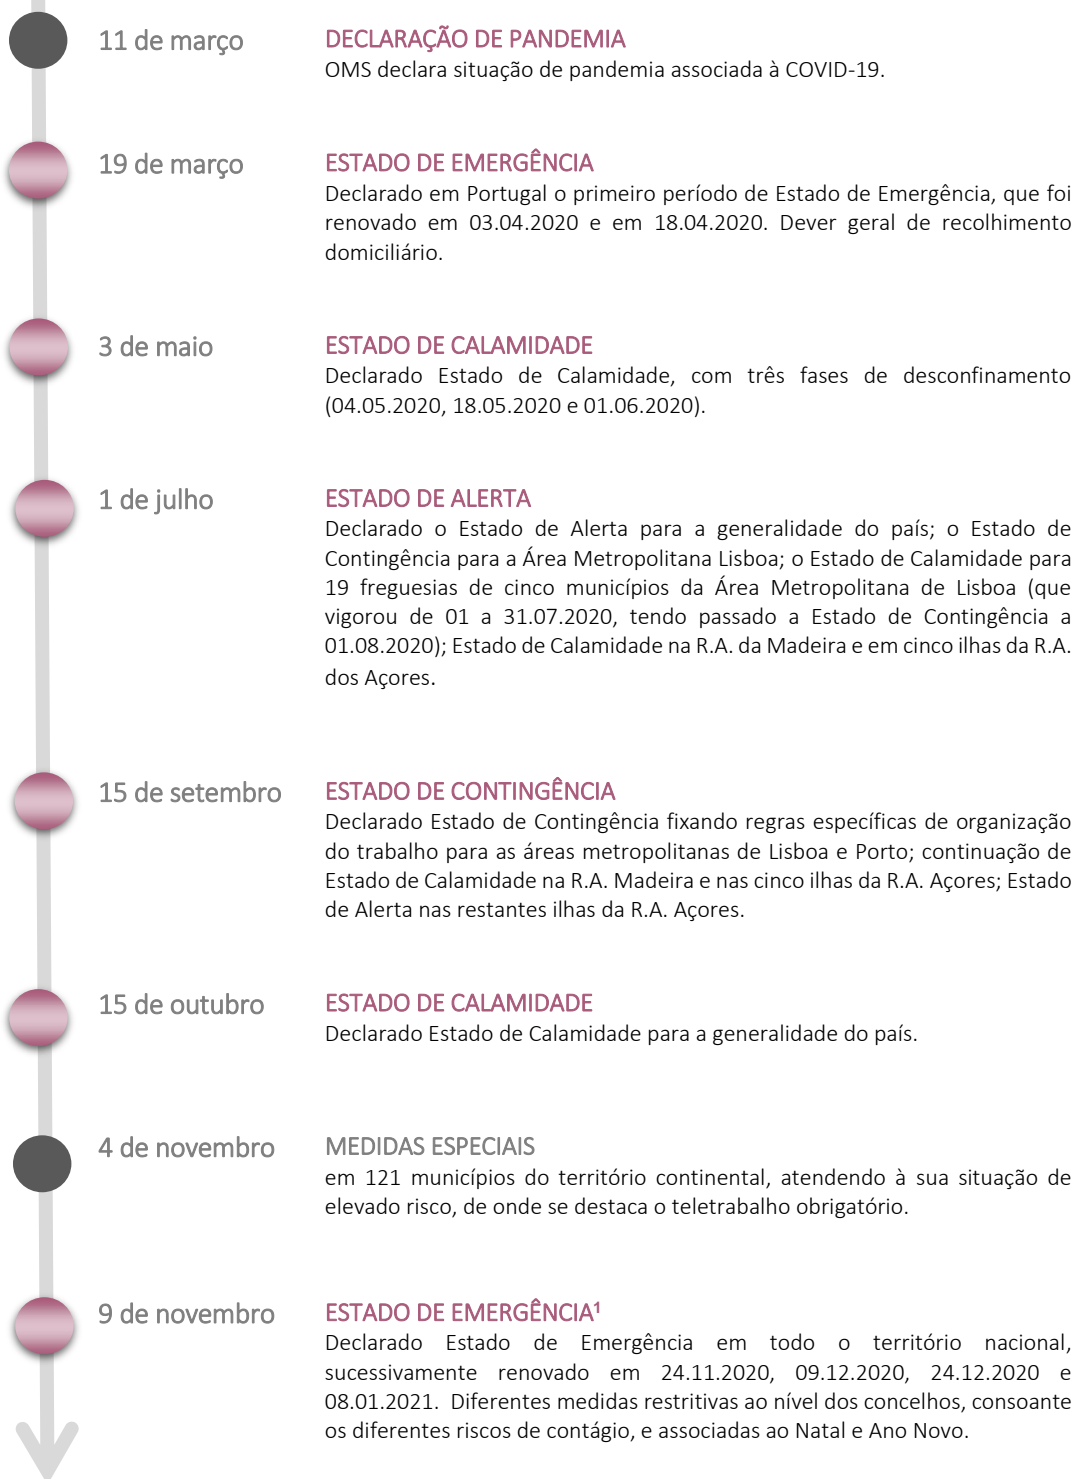 11 de março
DECLARAÇÃO DE PANDEMIA
OMS declara situação de pandemia associada à COVID-19.
19 de março
ESTADO DE EMERGÊNCIA
Declarado em Portugal o primeiro período de Estado de Emergência, que foi
renovado em 03.04.2020 e em 18.04.2020. Dever geral de recolhimento
domiciliário.
3 de maio
ESTADO DE CALAMIDADE
Declarado Estado de Calamidade, com três fases de desconfinamento
(04.05.2020, 18.05.2020 e 01.06.2020).
1 de julho
ESTADO DE ALERTA
Declarado o Estado de Alerta para a generalidade do país; o Estado de
Contingência para a Área Metropolitana Lisboa; o Estado de Calamidade para
19 freguesias de cinco municípios da Área Metropolitana de Lisboa (que
vigorou de 01 a 31.07.2020, tendo passado a Estado de Contingência a
01.08.2020); Estado de Calamidade na R.A. da Madeira e em cinco ilhas da R.A.
dos Açores.
15 de setembro
ESTADO DE CONTINGÊNCIA
Declarado Estado de Contingência fixando regras específicas de organização
do trabalho para as áreas metropolitanas de Lisboa e Porto; continuação de
Estado de Calamidade na R.A. Madeira e nas cinco ilhas da R.A. Açores; Estado
de Alerta nas restantes ilhas da R.A. Açores.
15 de outubro
ESTADO DE CALAMIDADE
Declarado Estado de Calamidade para a generalidade do país.
4 de novembro
MEDIDAS ESPECIAIS
em 121 municípios do território continental, atendendo à sua situação de
elevado risco, de onde se destaca o teletrabalho obrigatório.
9 de novembro
ESTADO DE EMERGÊNCIA¹
Declarado Estado de Emergência em todo o território nacional,
sucessivamente renovado em 24.11.2020, 09.12.2020, 24.12.2020 e
08.01.2021. Diferentes medidas restritivas ao nível dos concelhos, consoante
os diferentes riscos de contágio, e associadas ao Natal e Ano Novo.